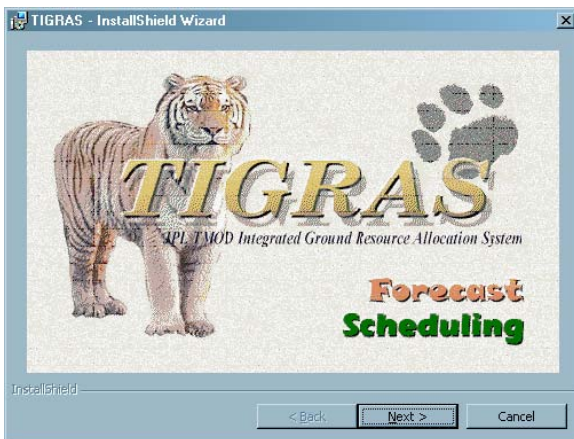 TIGRAS - InstallShield Wizard
TIGRAS
JPL TMOD Integrated Ground Resource Allocation System
Forecast
Scheduling
InstallShield
< Back
Next >
Cancel